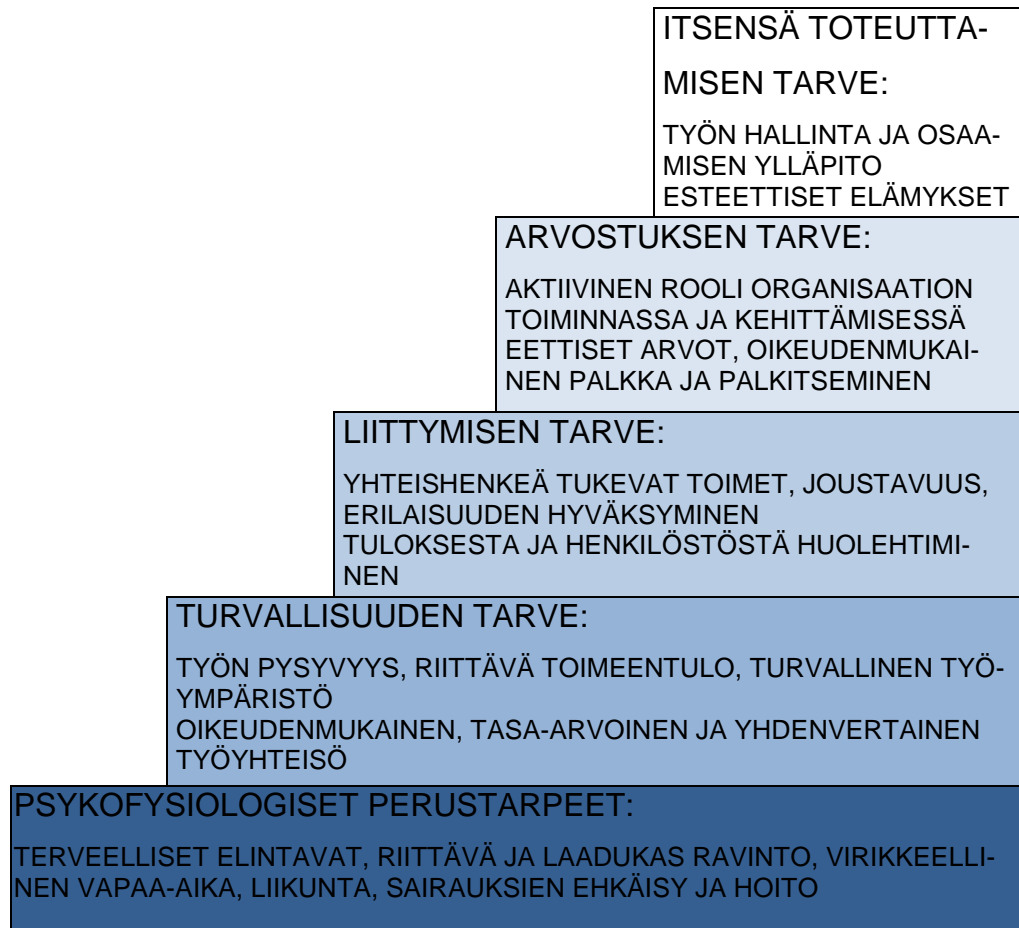 ITSENSÄ TOTEUTTA-
MISEN TARVE:
TYÖN HALLINTA JA OSAA-
MISEN YLLÄPITO
ESTEETTISET ELÄMYKSET
ARVOSTUKSEN TARVE:
AKTIIVINEN ROOLI ORGANISAATION
TOIMINNASSA JA KEHITTÄMISESSÄ
EETTISET ARVOT, OIKEUDENMUKAI-
NEN PALKKA JA PALKITSEMINEN
LIITTYMISEN TARVE:
YHTEISHENKEÄ TUKEVAT TOIMET, JOUSTAVUUS,
ERILAISUUDEN HYVÄKSYMINEN
TULOKSESTA JA HENKILÖSTÖSTÄ HUOLEHTIMI-
NEN
TURVALLISUUDEN TARVE:
TYÖN PYSYVYYS, RIITTÄVÄ TOIMEENTULO, TURVALLINEN TYÖ-
YMPÄRISTÖ
OIKEUDENMUKAINEN, TASA-ARVOINEN JA YHDENVERTAINEN
TYÖYHTEISÖ
PSYKOFYSIOLOGISET PERUSTARPEET:
TERVEELLISET ELINTAVAT, RIITTÄVÄ JA LAADUKAS RAVINTO, VIRIKKEELLI-
NEN VAPAA-AIKA, LIIKUNTA, SAIRAUKSIEN EHKÄISY JA HOITO